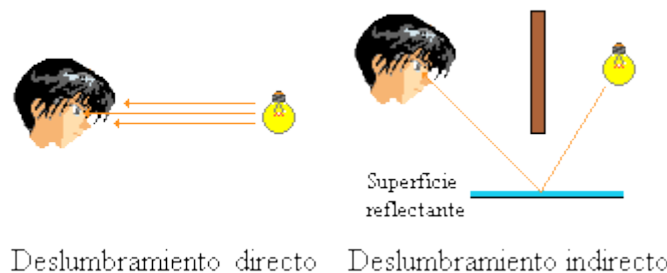 Superficie
reflectante
Deslumbramiento directo
Deslumbramiento indirecto